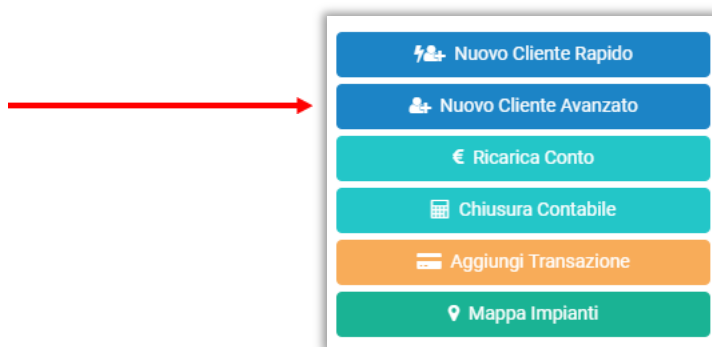 Nuovo Cliente Rapido
Nuovo Cliente Avanzato
€ Ricarica Conto
Chiusura Contabile
Aggiungi Transazione
Mappa Impianti